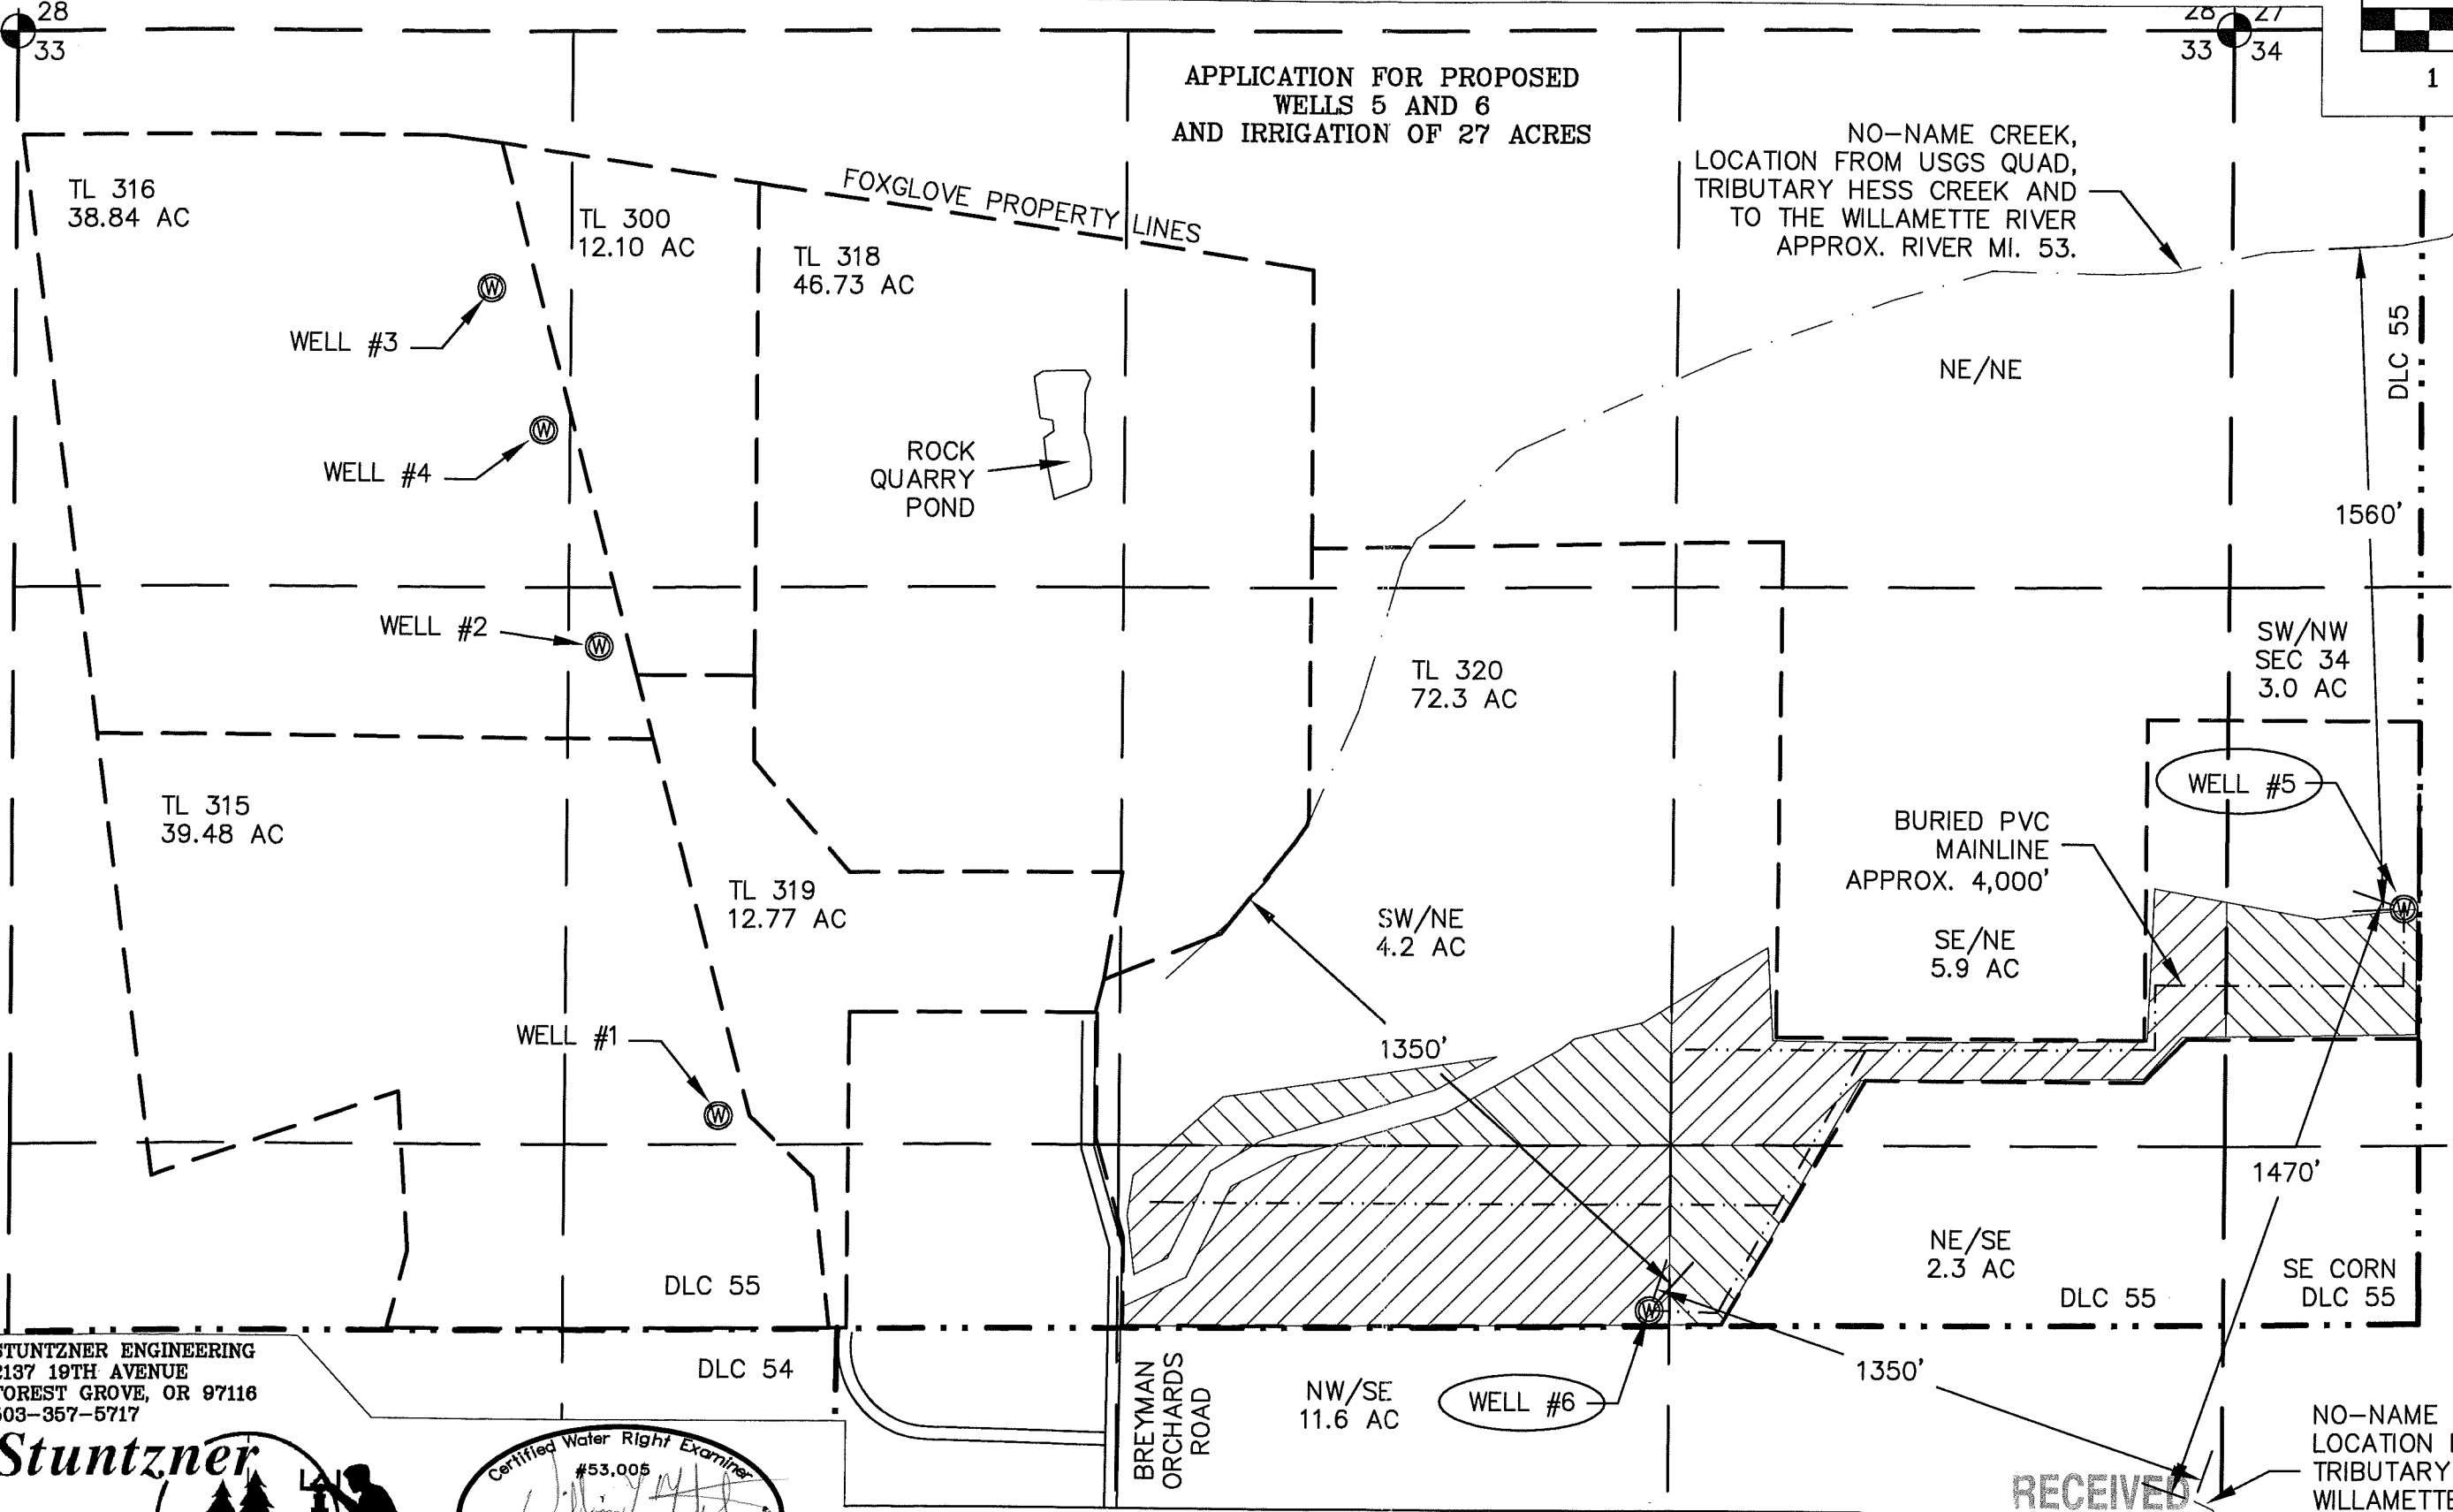 28
33
28 27
33 34
1
APPLICATION FOR PROPOSED
WELLS 5 AND 6
AND IRRIGATION OF 27 ACRES
NO-NAME CREEK,
LOCATION FROM USGS QUAD,
TRIBUTARY HESS CREEK AND
TO THE WILLAMETTE RIVER
APPROX. RIVER MI. 53.
TL 316
38.84 AC
TL 300
12.10 AC
FOXGLOVE PROPERTY LINES
TL 318
46.73 AC
WELL #3
W
DLC 55
NE/NE
WELL #4
W
ROCK
QUARRY
POND
1560'
WELL #2
W
TL 320
72.3 AC
SW/NW
SEC 34
3.0 AC
WELL #5
W
TL 315
39.48 AC
BURIED PVC
MAINLINE
APPROX. 4,000'
TL 319
12.77 AC
SW/NE
4.2 AC
SE/NE
5.9 AC
WELL #1
W
1350'
1470'
NE/SE
2.3 AC
SE CORN
DLC 55
DLC 55
DLC 55
W
DLC 54
STUNTZNER ENGINEERING
2137 19TH AVENUE
FOREST GROVE, OR 97116
503-357-5717
Stuntzner
Certified Water Right Examiner
#53,005
BREYMAN
ORCHARDS
ROAD
NW/SE
11.6 AC
WELL #6
1350'
RECEIVED
NO-NAME
LOCATION
TRIBUTARY
WILLAMETTE